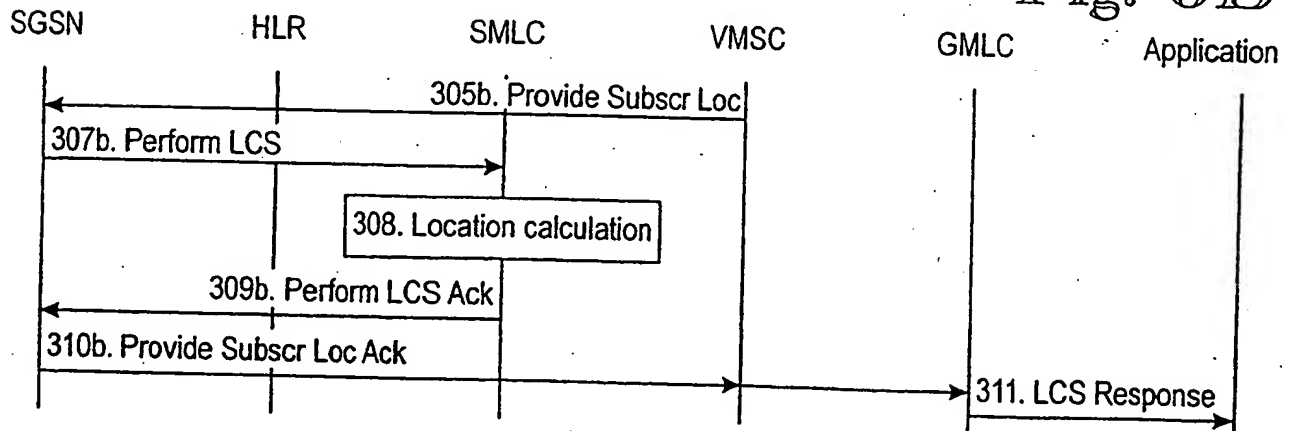 Fig.
SGSN HLR SMLC VMSC GMLC Application
305b. Provide Subscr Loc
307b. Perform LCS
308. Location calculation
309b. Perform LCS Ack
310b. Provide Subscr Loc Ack
311. LCS Response